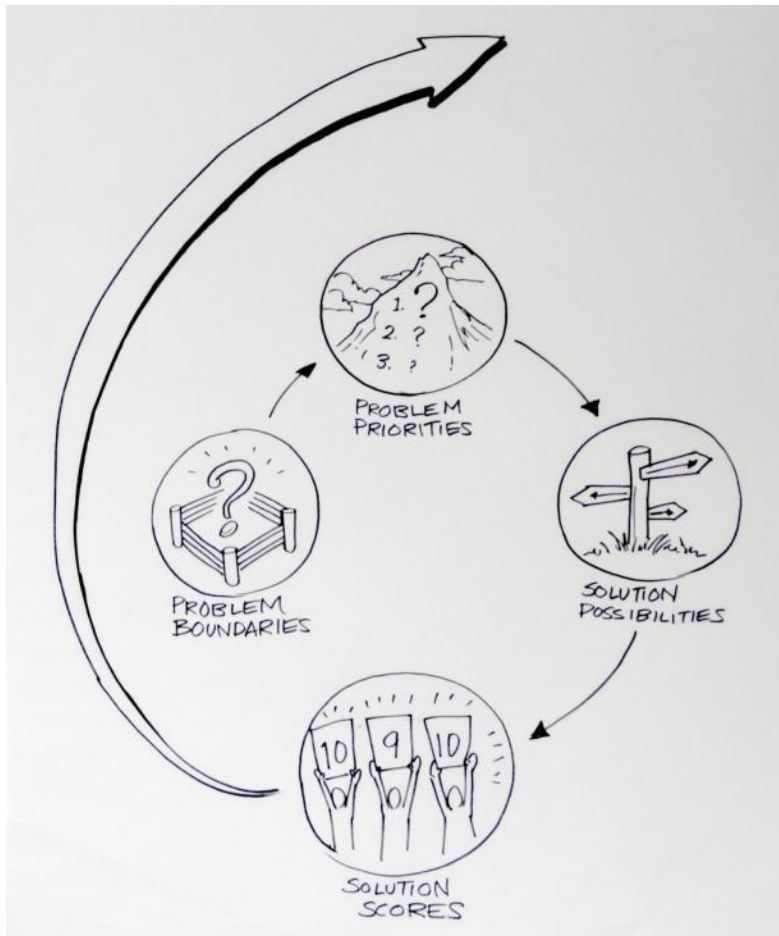 1. ?
2. ?
3. ? !
PROBLEM
PRIORITIES
?
PROBLEM
BOUNDARIES
SOLUTION
POSSIBILITIES
10 9 10
SOLUTION
SCORES